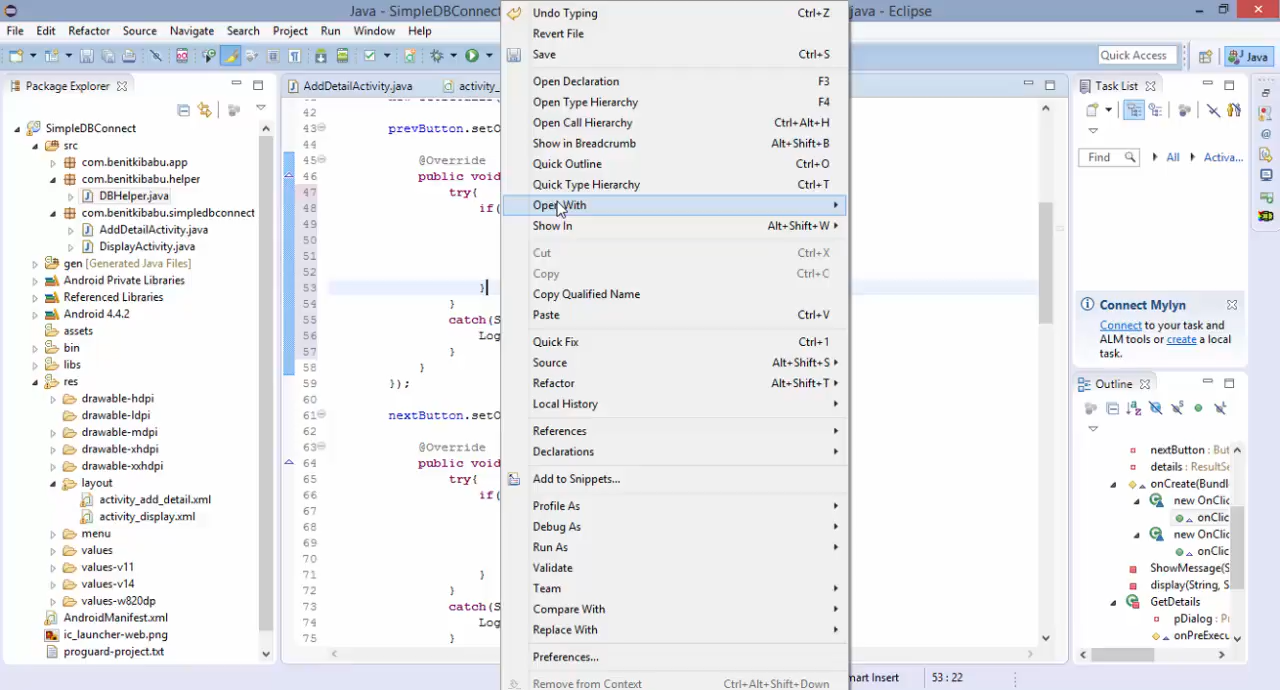 Java - SimpleDBConnect
java - Eclipse
File Edit Refactor Source Navigate Search Project Run Window Help
Quick Access
Java
Package Explorer
SimpleDBConnect
src
com.benitkibabu.app
com.benitkibabu.helper
DBHelper.java
com.benitkibabu.simpledbconnect
AddDetailActivity.java
DisplayActivity.java
gen [Generated Java Files]
Android Private Libraries
Referenced Libraries
Android 4.4.2
assets
bin
libs
res
drawable-hdpi
drawable-ldpi
drawable-mdpi
drawable-xhdpi
drawable-xxhdpi
layout
activity_add_detail.xml
activity_display.xml
menu
values
values-v11
values-v14
values-w820dp
AndroidManifest.xml
ic_launcher-web.png
proguard-project.txt
AddDetailActivity.java activity_
42
43 prevButton.setO
44
45 @Override
46 public void
47 try{
48 if(
49
50
51
52
53 }
54 }
55 catch(S
56 Log
57 }
58 }
59 });
60
61 nextButton.setO
62
63 @Override
64 public void
65 try{
66 if(
67
68
69
70
71 }
72 }
73 catch(S
74 Log
75 }
Undo Typing Ctrl+Z
Revert File
Save Ctrl+S
Open Declaration F3
Open Type Hierarchy F4
Open Call Hierarchy Ctrl+Alt+H
Show in Breadcrumb Alt+Shift+B
Quick Outline Ctrl+O
Quick Type Hierarchy Ctrl+T
Open With
Show In Alt+Shift+W
Cut Ctrl+X
Copy Ctrl+C
Copy Qualified Name
Paste Ctrl+V
Quick Fix Ctrl+1
Source Alt+Shift+S
Refactor Alt+Shift+T
Local History
References
Declarations
Add to Snippets...
Profile As
Debug As
Run As
Validate
Team
Compare With
Replace With
Preferences...
Remove from Context Ctrl+Alt+Shift+Down
Task List
Find All Activa...
Connect Mylyn
Connect to your task and
ALM tools or create a local
task.
Outline
nextButton : But
details : ResultSe
onCreate(Bundl
new OnClic
onClic
new OnClic
onClic
ShowMessage(S
display(String, S
GetDetails
pDialog : P
onPreExecu
mart Insert 53 : 22